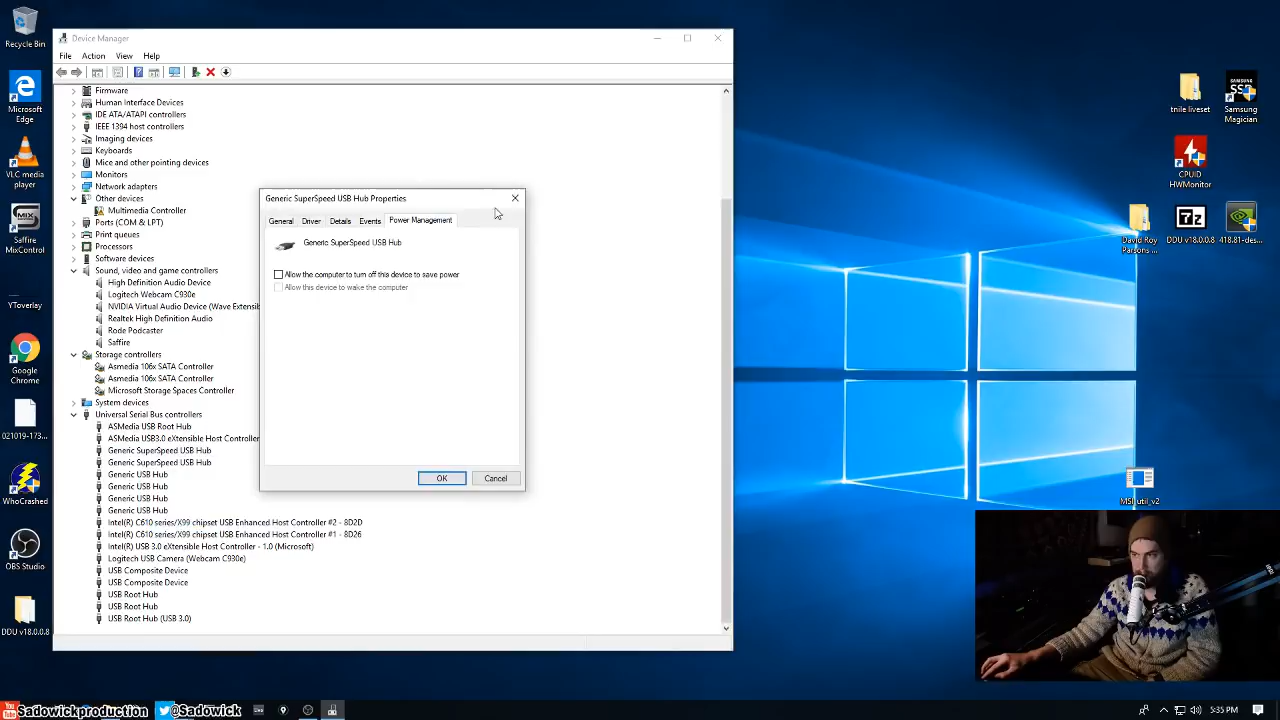 Recycle Bin
Microsoft Edge
VLC media player
Saffire MixControl
YToverlay
Google Chrome
021019-173...
WhoCrashed
OBS Studio
DDU v18.0.0.8
Device Manager
File Action View Help
Firmware
Human Interface Devices
IDE ATA/ATAPI controllers
IEEE 1394 host controllers
Imaging devices
Keyboards
Mice and other pointing devices
Monitors
Network adapters
Other devices
Multimedia Controller
Ports (COM & LPT)
Print queues
Processors
Software devices
Sound, video and game controllers
High Definition Audio Device
Logitech Webcam C930e
NVIDIA Virtual Audio Device (Wave Extensib
Realtek High Definition Audio
Rode Podcaster
Saffire
Storage controllers
Asmedia 106x SATA Controller
Asmedia 106x SATA Controller
Microsoft Storage Spaces Controller
System devices
Universal Serial Bus controllers
ASMedia USB Root Hub
ASMedia USB3.0 eXtensible Host Controller
Generic SuperSpeed USB Hub
Generic SuperSpeed USB Hub
Generic USB Hub
Generic USB Hub
Generic USB Hub
Generic USB Hub
Intel(R) C610 series/X99 chipset USB Enhanced Host Controller #2 - 8D2D
Intel(R) C610 series/X99 chipset USB Enhanced Host Controller #1 - 8D26
Intel(R) USB 3.0 eXtensible Host Controller - 1.0 (Microsoft)
Logitech USB Camera (Webcam C930e)
USB Composite Device
USB Composite Device
USB Root Hub
USB Root Hub
USB Root Hub (USB 3.0)
Generic SuperSpeed USB Hub Properties
General Driver Details Events Power Management
Generic SuperSpeed USB Hub
Allow the computer to turn off this device to save power
Allow this device to wake the computer
OK Cancel
tnile liveset
SAMSUNG SSD
Samsung Magician
CPUID HWMonitor
David Roy Parsons ...
7z
DDU v18.0.0.8
418.81-des...
MSI_util_v2
You Tube
Sadowickproduction
@Sadowick
5:35 PM